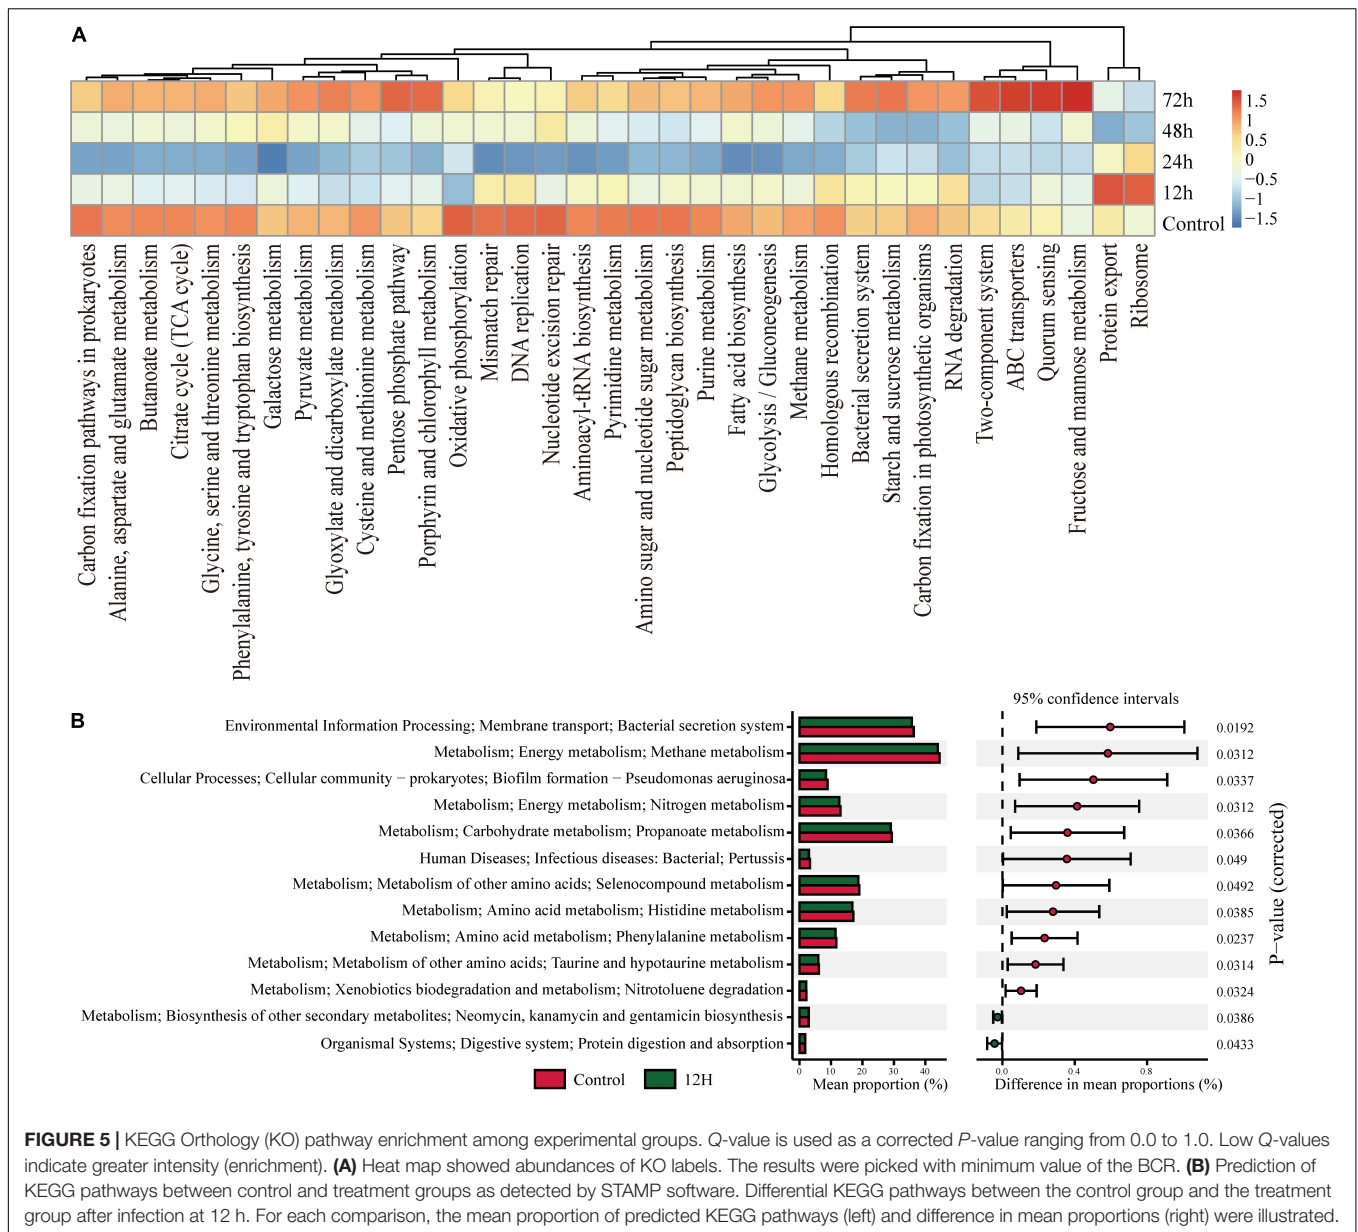 A
72h
48h
24h
12h
Control
1.5
1
0.5
0
−0.5
−1
−1.5
Carbon fixation pathways in prokaryotes
Alanine, aspartate and glutamate metabolism
Butanoate metabolism
Citrate cycle (TCA cycle)
Glycine, serine and threonine metabolism
Phenylalanine, tyrosine and tryptophan biosynthesis
Galactose metabolism
Pyruvate metabolism
Glyoxylate and dicarboxylate metabolism
Cysteine and methionine metabolism
Pentose phosphate pathway
Porphyrin and chlorophyll metabolism
Oxidative phosphorylation
Mismatch repair
DNA replication
Nucleotide excision repair
Aminoacyl-tRNA biosynthesis
Pyrimidine metabolism
Amino sugar and nucleotide sugar metabolism
Peptidoglycan biosynthesis
Purine metabolism
Fatty acid biosynthesis
Glycolysis / Gluconeogenesis
Methane metabolism
Homologous recombination
Bacterial secretion system
Starch and sucrose metabolism
Carbon fixation in photosynthetic organisms
RNA degradation
Two-component system
ABC transporters
Quorum sensing
Fructose and mannose metabolism
Protein export
Ribosome
B
95% confidence intervals
Environmental Information Processing; Membrane transport; Bacterial secretion system
0.0192
Metabolism; Energy metabolism; Methane metabolism
0.0312
Cellular Processes; Cellular community − prokaryotes; Biofilm formation − Pseudomonas aeruginosa
0.0337
Metabolism; Energy metabolism; Nitrogen metabolism
0.0312
Metabolism; Carbohydrate metabolism; Propanoate metabolism
0.0366
Human Diseases; Infectious diseases: Bacterial; Pertussis
0.049
Metabolism; Metabolism of other amino acids; Selenocompound metabolism
0.0492
Metabolism; Amino acid metabolism; Histidine metabolism
0.0385
Metabolism; Amino acid metabolism; Phenylalanine metabolism
0.0237
Metabolism; Metabolism of other amino acids; Taurine and hypotaurine metabolism
0.0314
Metabolism; Xenobiotics biodegradation and metabolism; Nitrotoluene degradation
0.0324
Metabolism; Biosynthesis of other secondary metabolites; Neomycin, kanamycin and gentamicin biosynthesis
0.0386
Organismal Systems; Digestive system; Protein digestion and absorption
0.0433
P−value (corrected)
0 10 20 30 40
0.0 0.4 0.8
Control 12H
Mean proportion (%)
Difference in mean proportions (%)
FIGURE 5 | KEGG Orthology (KO) pathway enrichment among experimental groups. Q-value is used as a corrected P-value ranging from 0.0 to 1.0. Low Q-values
indicate greater intensity (enrichment). (A) Heat map showed abundances of KO labels. The results were picked with minimum value of the BCR. (B) Prediction of
KEGG pathways between control and treatment groups as detected by STAMP software. Differential KEGG pathways between the control group and the treatment
group after infection at 12 h. For each comparison, the mean proportion of predicted KEGG pathways (left) and difference in mean proportions (right) were illustrated.